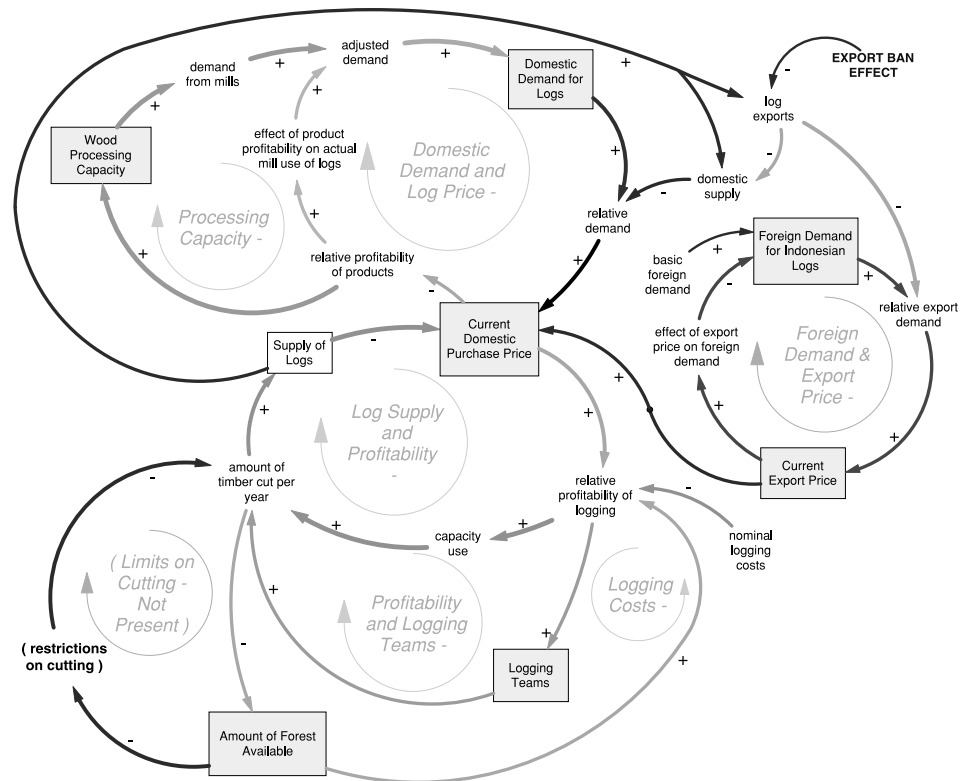 adjusted
demand
+
+
demand
from mills
+
Domestic
Demand for
Logs
+
-
EXPORT BAN
EFFECT
log
exports
+
+
Wood
Processing
Capacity
effect of product
profitability on actual
mill use of logs
Domestic
Demand and
Log Price -
+
+
-
domestic
supply
-
Processing
Capacity -
+
relative
demand
-
+
relative profitability
of products
+
basic
foreign
demand
+
-
Foreign Demand
for Indonesian
Logs
+
relative export
demand
-
Current
Domestic
Purchase Price
effect of export
price on foreign
demand
Foreign
Demand &
Export
Price -
Supply of
Logs
-
+
+
+
+
Log Supply
and
Profitability
-
+
-
amount of
timber cut per
year
relative
profitability of
logging
-
Current
Export Price
nominal
logging
costs
+
capacity
use
+
( Limits on
Cutting -
Not
Present )
+
Profitability
and Logging
Teams -
Logging
Costs -
( restrictions
on cutting )
-
+
+
Logging
Teams
-
Amount of Forest
Available